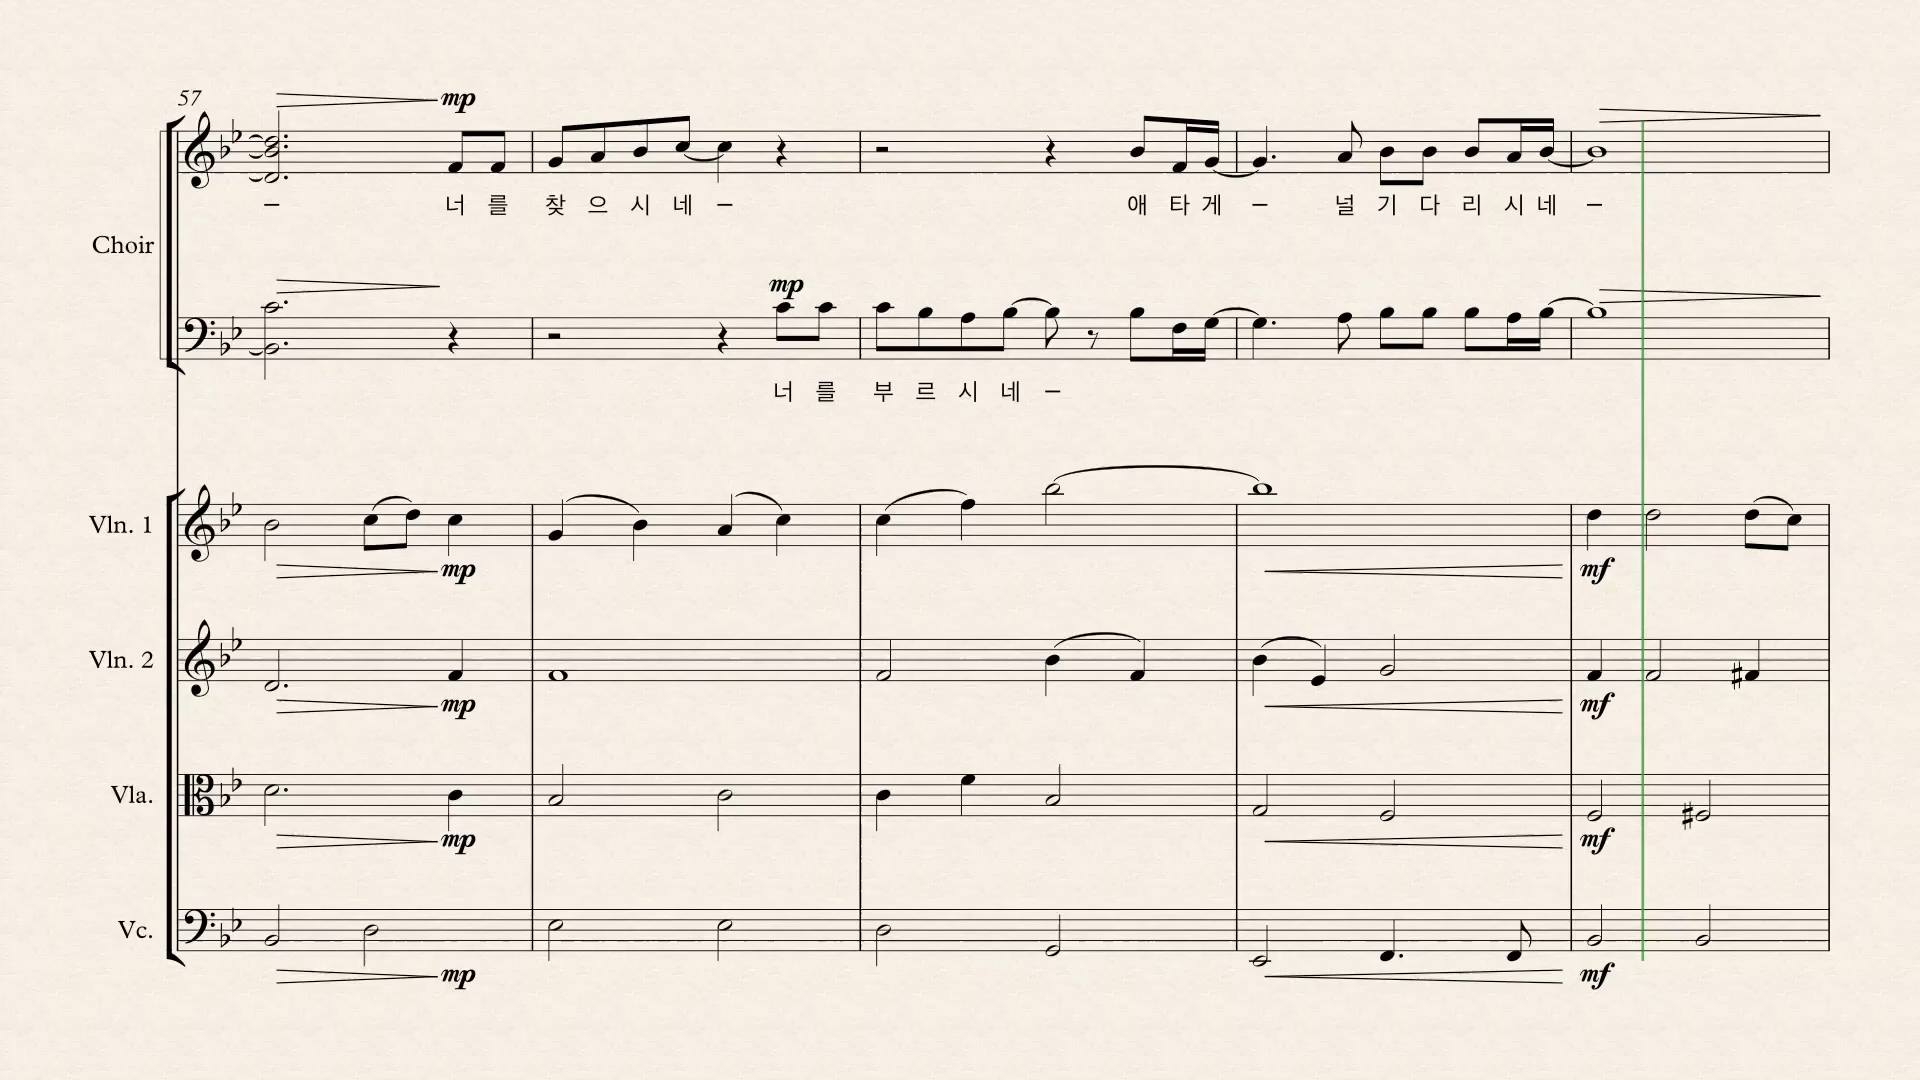 57
mp
– 너 를 찾 으 시 네 – 애 타 게 – 널 기 다 리 시 네 –
Choir
mp
너 를 부 르 시 네 –
Vln. 1
mp mf
Vln. 2
mp mf
Vla.
mp mf
Vc.
mp mf